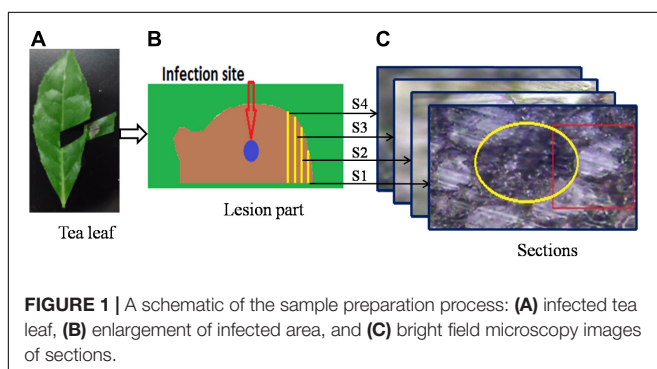 A
B
C
Infection site
S4
S3
S2
S1
Tea leaf
Lesion part
Sections
FIGURE 1 | A schematic of the sample preparation process: (A) infected tea
leaf, (B) enlargement of infected area, and (C) bright field microscopy images
of sections.